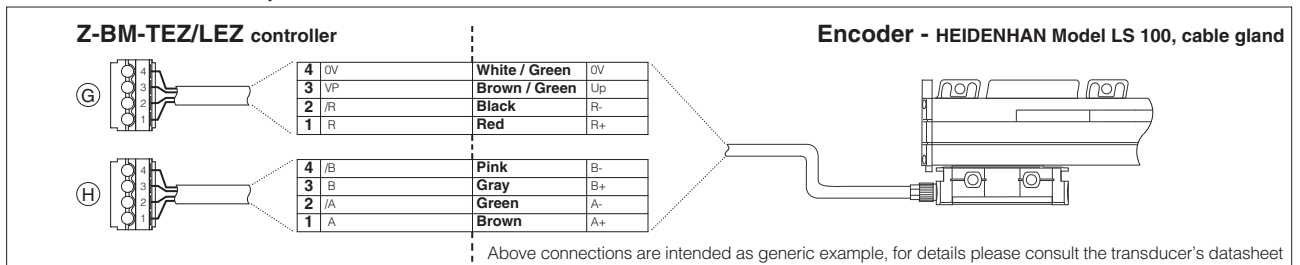 Z-BM-TEZ/LEZ controller
Encoder - HEIDENHAN Model LS 100, cable gland
G
4
3
2
1
4 0V White / Green 0V
3 VP Brown / Green Up
2 /R Black R-
1 R Red R+
H
4
3
2
1
4 /B Pink B-
3 B Gray B+
2 /A Green A-
1 A Brown A+
Above connections are intended as generic example, for details please consult the transducer's datasheet